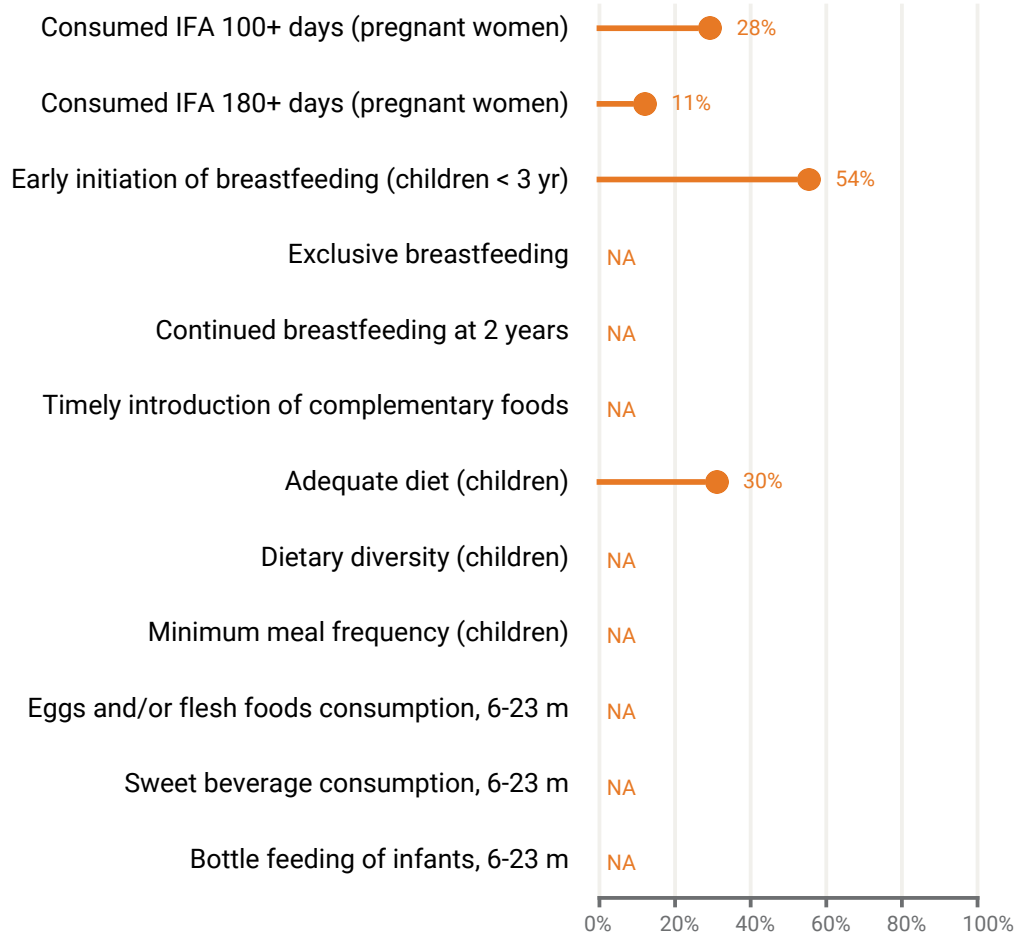 Consumed IFA 100+ days (pregnant women) 28%
Consumed IFA 180+ days (pregnant women) 11%
Early initiation of breastfeeding (children < 3 yr) 54%
Exclusive breastfeeding NA
Continued breastfeeding at 2 years NA
Timely introduction of complementary foods NA
Adequate diet (children) 30%
Dietary diversity (children) NA
Minimum meal frequency (children) NA
Eggs and/or flesh foods consumption, 6-23 m NA
Sweet beverage consumption, 6-23 m NA
Bottle feeding of infants, 6-23 m NA
0% 20% 40% 60% 80% 100%